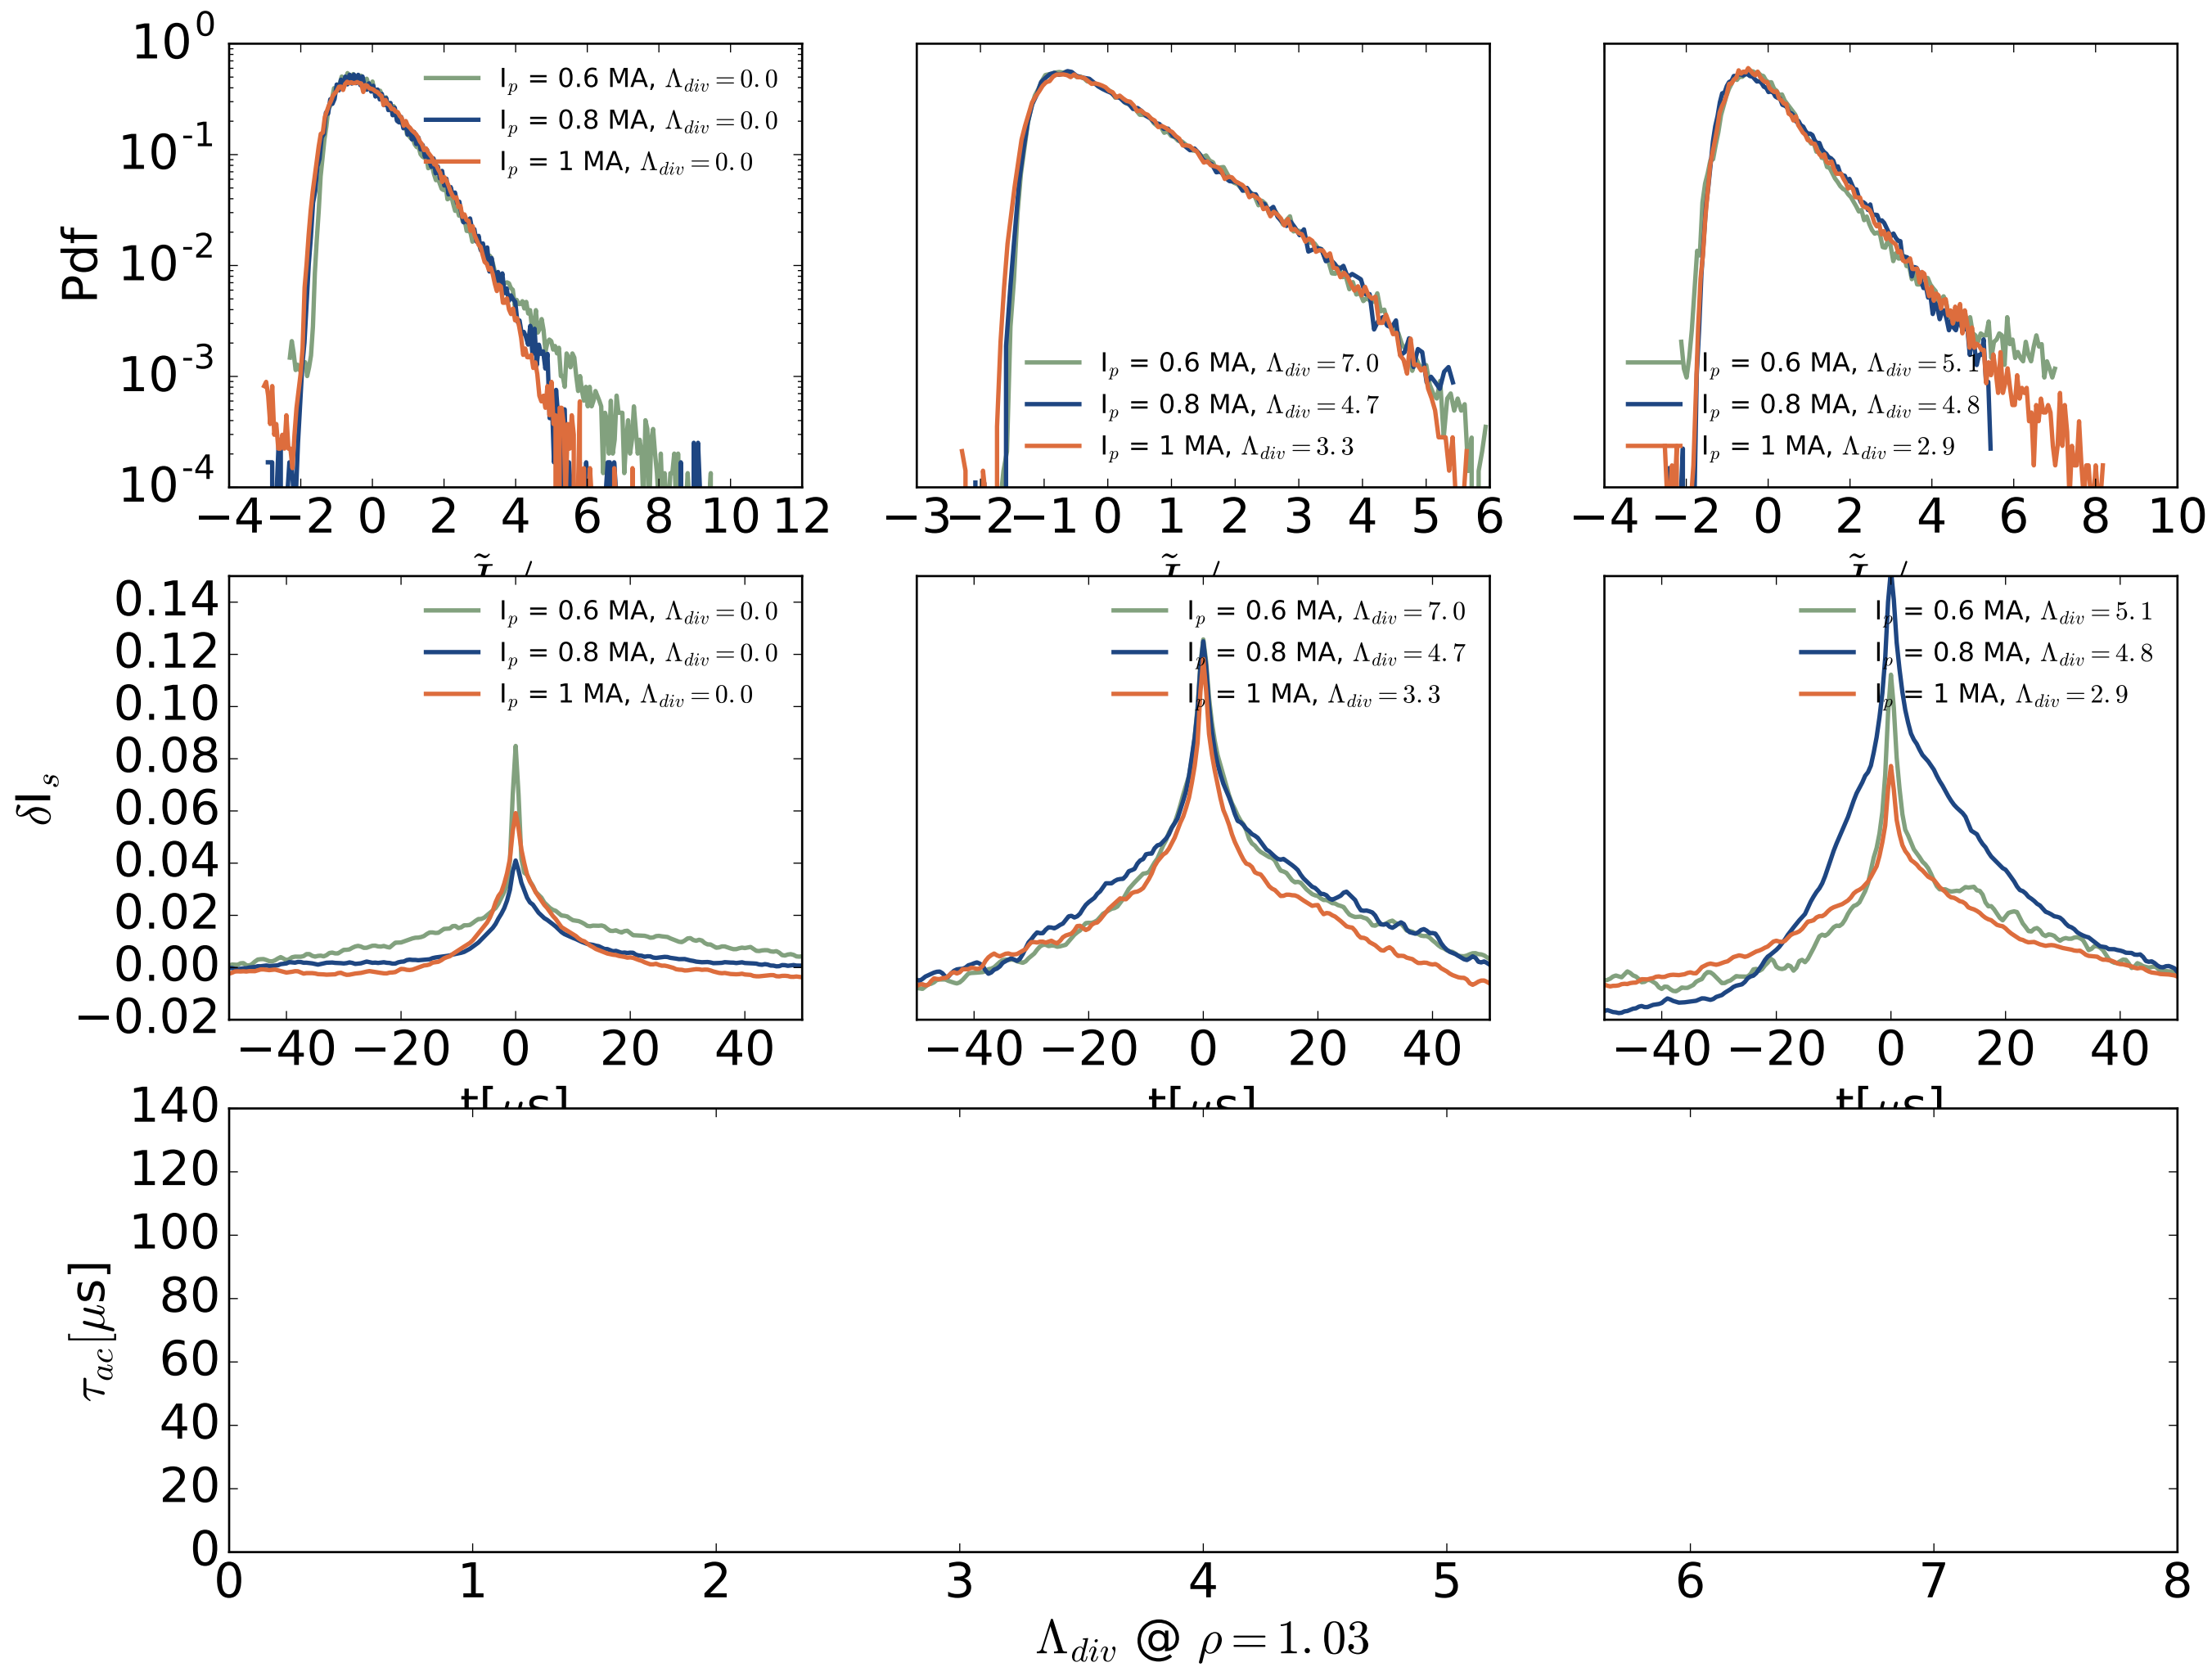 Pdf
10^0
10^-1
10^-2
10^-3
10^-4
I_p = 0.6 MA, Λ_div = 0.0
I_p = 0.8 MA, Λ_div = 0.0
I_p = 1 MA, Λ_div = 0.0
−4 −2 0 2 4 6 8 10 12
I_p = 0.6 MA, Λ_div = 7.0
I_p = 0.8 MA, Λ_div = 4.7
I_p = 1 MA, Λ_div = 3.3
−3 −2 −1 0 1 2 3 4 5 6
I_p = 0.6 MA, Λ_div = 5.1
I_p = 0.8 MA, Λ_div = 4.8
I_p = 1 MA, Λ_div = 2.9
−4 −2 0 2 4 6 8 10
δI_s
0.14
0.12
0.10
0.08
0.06
0.04
0.02
0.00
−0.02
I_p = 0.6 MA, Λ_div = 0.0
I_p = 0.8 MA, Λ_div = 0.0
I_p = 1 MA, Λ_div = 0.0
−40 −20 0 20 40
t[μs]
I_p = 0.6 MA, Λ_div = 7.0
I_p = 0.8 MA, Λ_div = 4.7
I_p = 1 MA, Λ_div = 3.3
−40 −20 0 20 40
t[μs]
I_p = 0.6 MA, Λ_div = 5.1
I_p = 0.8 MA, Λ_div = 4.8
I_p = 1 MA, Λ_div = 2.9
−40 −20 0 20 40
t[μs]
τ_ac[μs]
140
120
100
80
60
40
20
0
0 1 2 3 4 5 6 7 8
Λ_div @ ρ = 1.03